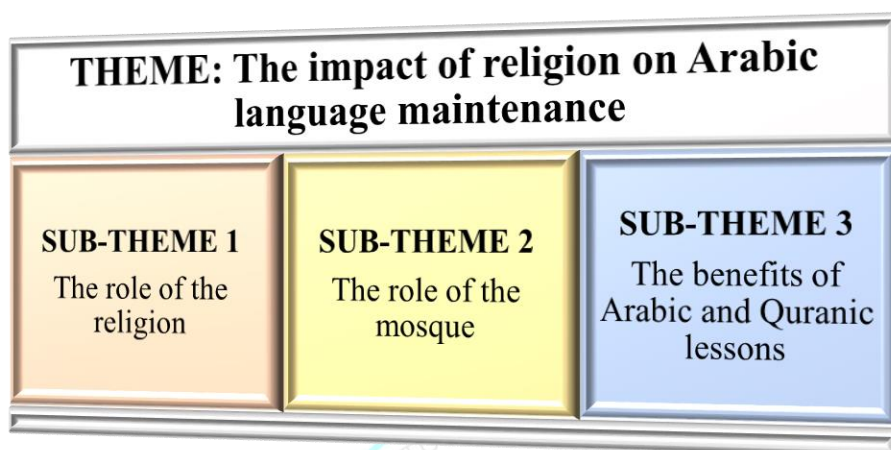 THEME: The impact of religion on Arabic
language maintenance
SUB-THEME 1
The role of the
religion
SUB-THEME 2
The role of the
mosque
SUB-THEME 3
The benefits of
Arabic and Quranic
lessons